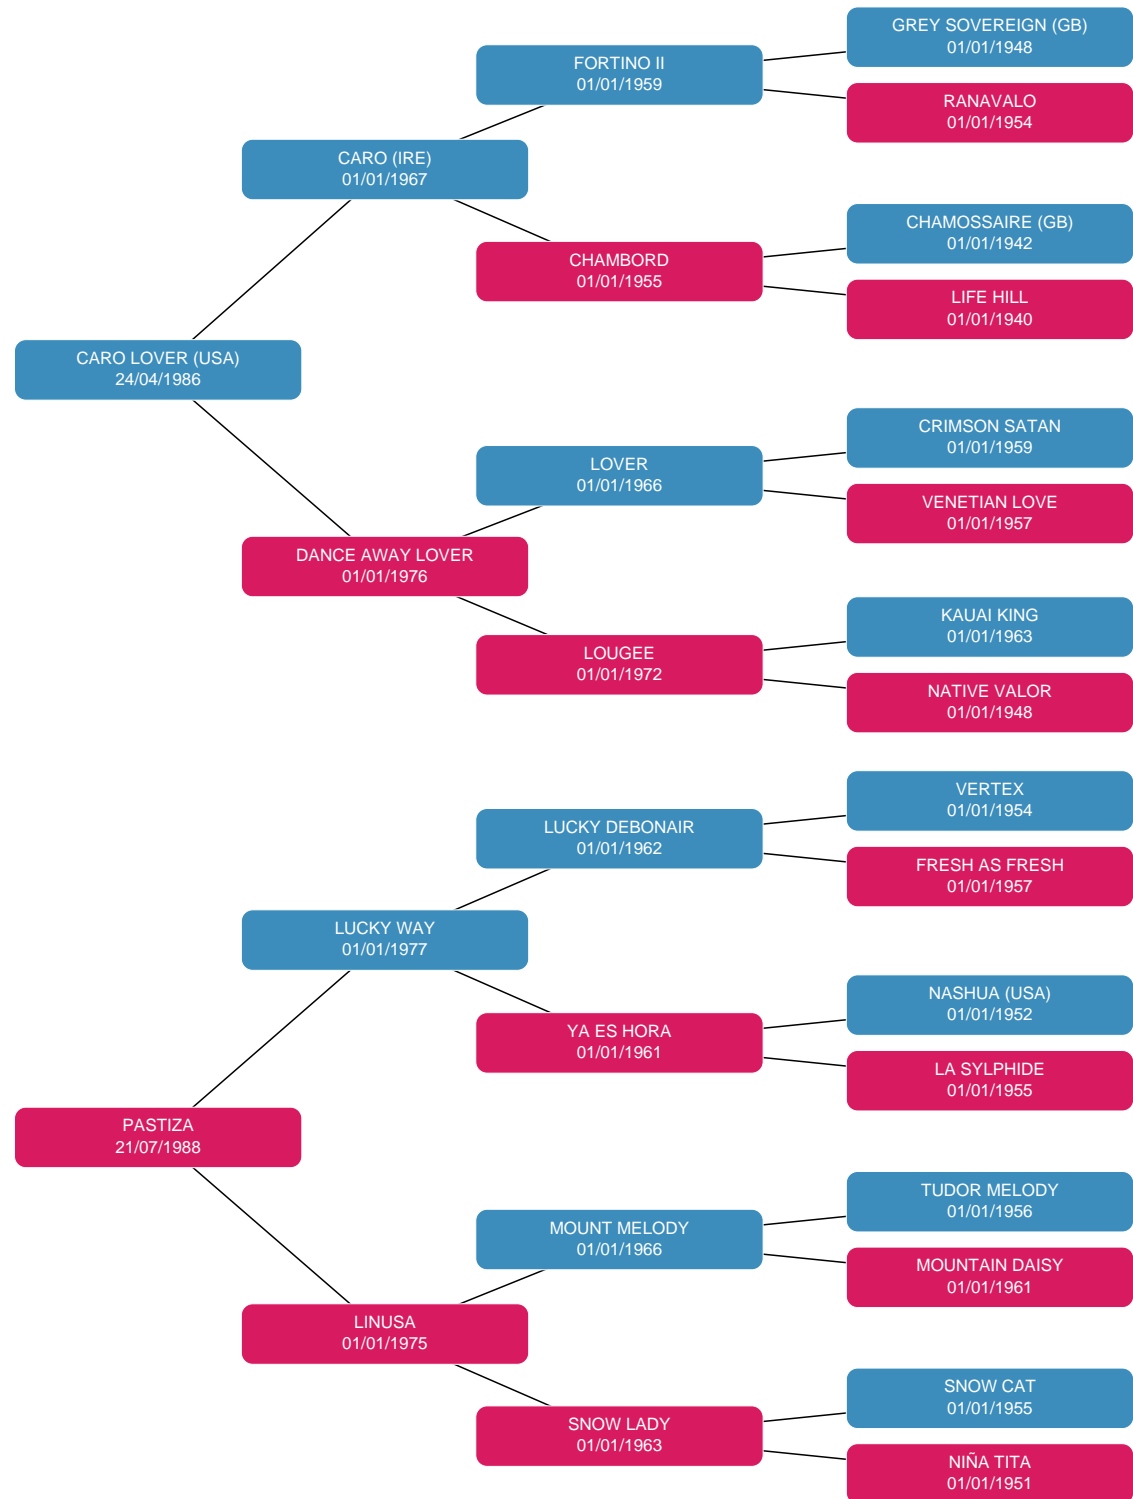 GREY SOVEREIGN (GB)
01/01/1948
FORTINO II
01/01/1959
RANAVALO
01/01/1954
CARO (IRE)
01/01/1967
CHAMOSSAIRE (GB)
01/01/1942
CHAMBORD
01/01/1955
LIFE HILL
01/01/1940
CARO LOVER (USA)
24/04/1986
CRIMSON SATAN
01/01/1959
LOVER
01/01/1966
VENETIAN LOVE
01/01/1957
DANCE AWAY LOVER
01/01/1976
KAUAI KING
01/01/1963
LOUGEE
01/01/1972
NATIVE VALOR
01/01/1948
VERTEX
01/01/1954
LUCKY DEBONAIR
01/01/1962
FRESH AS FRESH
01/01/1957
LUCKY WAY
01/01/1977
NASHUA (USA)
01/01/1952
YA ES HORA
01/01/1961
LA SYLPHIDE
01/01/1955
PASTIZA
21/07/1988
TUDOR MELODY
01/01/1956
MOUNT MELODY
01/01/1966
MOUNTAIN DAISY
01/01/1961
LINUSA
01/01/1975
SNOW CAT
01/01/1955
SNOW LADY
01/01/1963
NIÑA TITA
01/01/1951